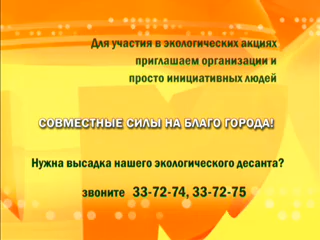 Для участия в экологических акциях
приглашаем организации и
просто инициативных людей
СОВМЕСТНЫЕ СИЛЫ НА БЛАГО ГОРОДА!
Нужна высадка нашего экологического десанта?
звоните 33-72-74, 33-72-75